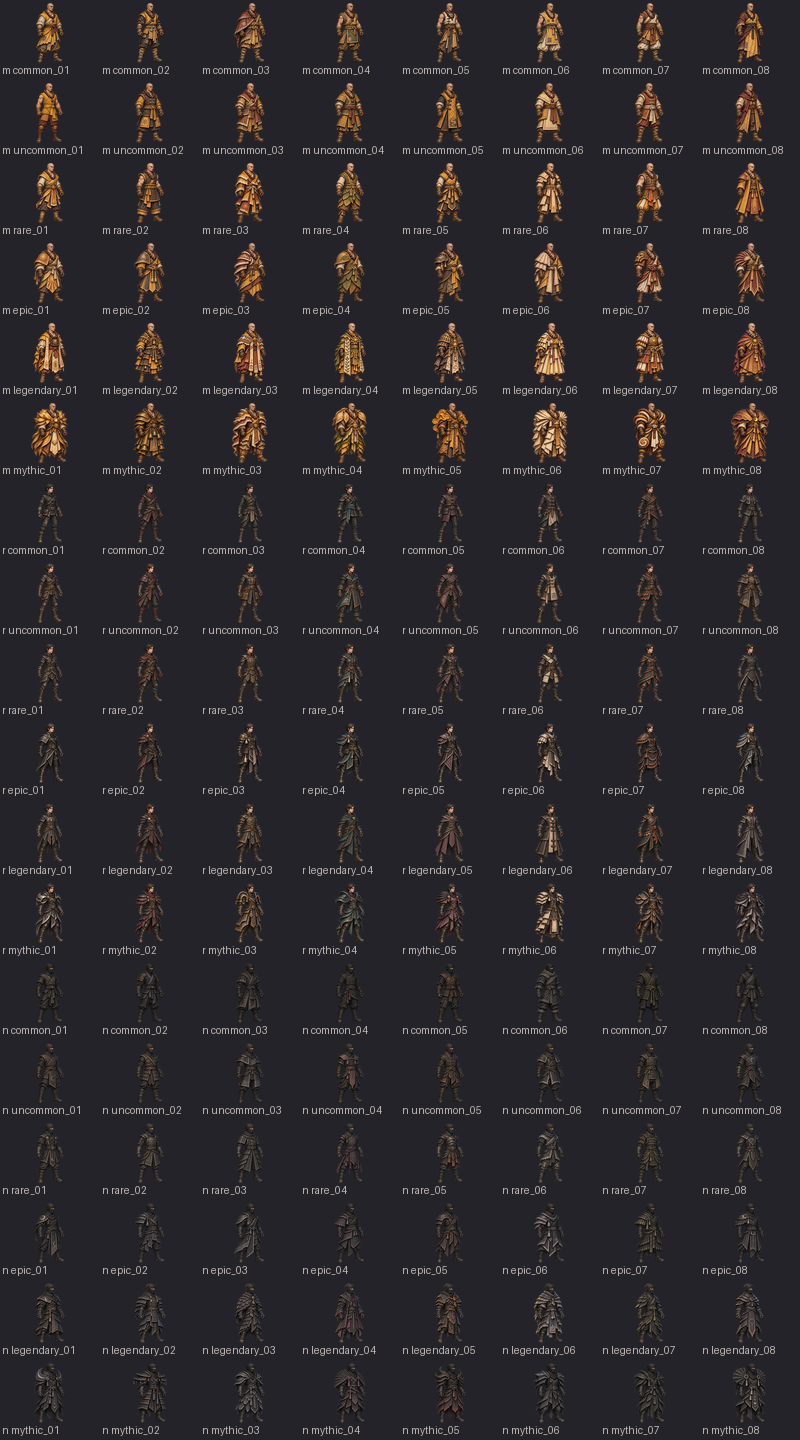 m common_01 m common_02 m common_03 m common_04 m common_05 m common_06 m common_07 m common_08
m uncommon_01 m uncommon_02 m uncommon_03 m uncommon_04 m uncommon_05 m uncommon_06 m uncommon_07 m uncommon_08
m rare_01 m rare_02 m rare_03 m rare_04 m rare_05 m rare_06 m rare_07 m rare_08
m epic_01 m epic_02 m epic_03 m epic_04 m epic_05 m epic_06 m epic_07 m epic_08
m legendary_01 m legendary_02 m legendary_03 m legendary_04 m legendary_05 m legendary_06 m legendary_07 m legendary_08
m mythic_01 m mythic_02 m mythic_03 m mythic_04 m mythic_05 m mythic_06 m mythic_07 m mythic_08
r common_01 r common_02 r common_03 r common_04 r common_05 r common_06 r common_07 r common_08
r uncommon_01 r uncommon_02 r uncommon_03 r uncommon_04 r uncommon_05 r uncommon_06 r uncommon_07 r uncommon_08
r rare_01 r rare_02 r rare_03 r rare_04 r rare_05 r rare_06 r rare_07 r rare_08
r epic_01 r epic_02 r epic_03 r epic_04 r epic_05 r epic_06 r epic_07 r epic_08
r legendary_01 r legendary_02 r legendary_03 r legendary_04 r legendary_05 r legendary_06 r legendary_07 r legendary_08
r mythic_01 r mythic_02 r mythic_03 r mythic_04 r mythic_05 r mythic_06 r mythic_07 r mythic_08
n common_01 n common_02 n common_03 n common_04 n common_05 n common_06 n common_07 n common_08
n uncommon_01 n uncommon_02 n uncommon_03 n uncommon_04 n uncommon_05 n uncommon_06 n uncommon_07 n uncommon_08
n rare_01 n rare_02 n rare_03 n rare_04 n rare_05 n rare_06 n rare_07 n rare_08
n epic_01 n epic_02 n epic_03 n epic_04 n epic_05 n epic_06 n epic_07 n epic_08
n legendary_01 n legendary_02 n legendary_03 n legendary_04 n legendary_05 n legendary_06 n legendary_07 n legendary_08
n mythic_01 n mythic_02 n mythic_03 n mythic_04 n mythic_05 n mythic_06 n mythic_07 n mythic_08